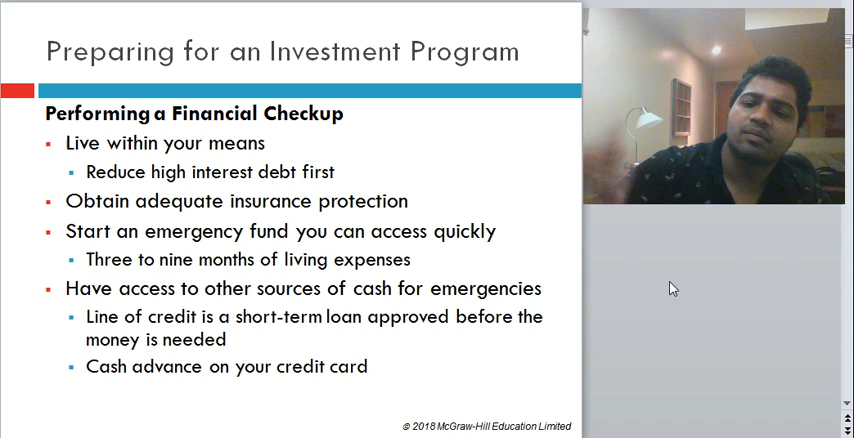 Preparing for an Investment Program
Performing a Financial Checkup
▪ Live within your means
▪ Reduce high interest debt first
▪ Obtain adequate insurance protection
▪ Start an emergency fund you can access quickly
▪ Three to nine months of living expenses
▪ Have access to other sources of cash for emergencies
▪ Line of credit is a short-term loan approved before the
money is needed
▪ Cash advance on your credit card
© 2018 McGraw-Hill Education Limited